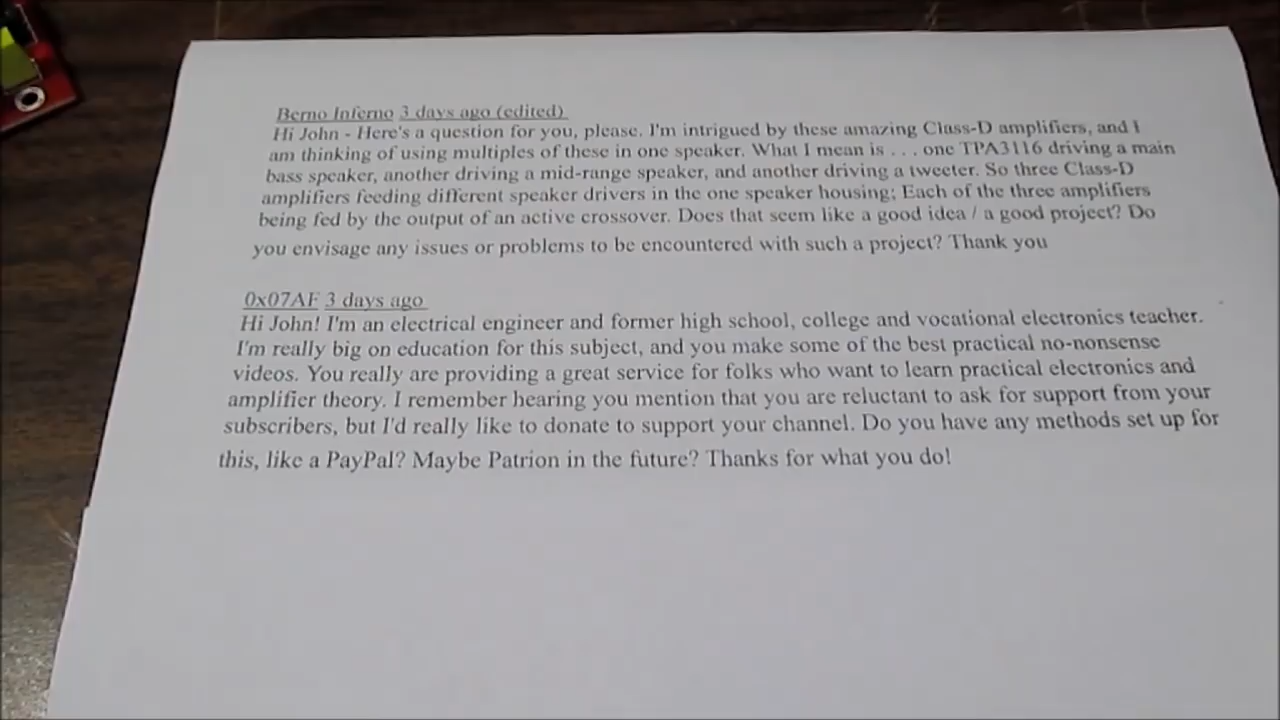 Berno Inferno 3 days ago (edited)
Hi John - Here's a question for you, please. I'm intrigued by these amazing Class-D amplifiers, and I
am thinking of using multiples of these in one speaker. What I mean is . . . one TPA3116 driving a main
bass speaker, another driving a mid-range speaker, and another driving a tweeter. So three Class-D
amplifiers feeding different speaker drivers in the one speaker housing; Each of the three amplifiers
being fed by the output of an active crossover. Does that seem like a good idea / a good project? Do
you envisage any issues or problems to be encountered with such a project? Thank you
0x07AF 3 days ago
Hi John! I'm an electrical engineer and former high school, college and vocational electronics teacher.
I'm really big on education for this subject, and you make some of the best practical no-nonsense
videos. You really are providing a great service for folks who want to learn practical electronics and
amplifier theory. I remember hearing you mention that you are reluctant to ask for support from your
subscribers, but I'd really like to donate to support your channel. Do you have any methods set up for
this, like a PayPal? Maybe Patrion in the future? Thanks for what you do!